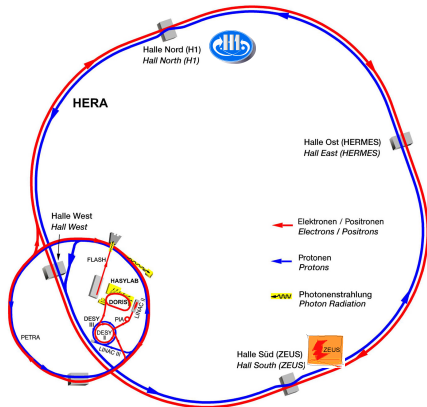 Halle Nord (H1)
Hall North (H1)
HERA
Halle Ost (HERMES)
Hall East (HERMES)
Halle West
Hall West
Elektronen / Positronen
Electrons / Positrons
Protonen
Protons
Photonenstrahlung
Photon Radiation
FLASH
HASYLAB
DORIS
LINAC II
DESY
III
PIA
DESY
II
LINAC III
PETRA
Halle Süd (ZEUS)
Hall South (ZEUS)
ZEUS